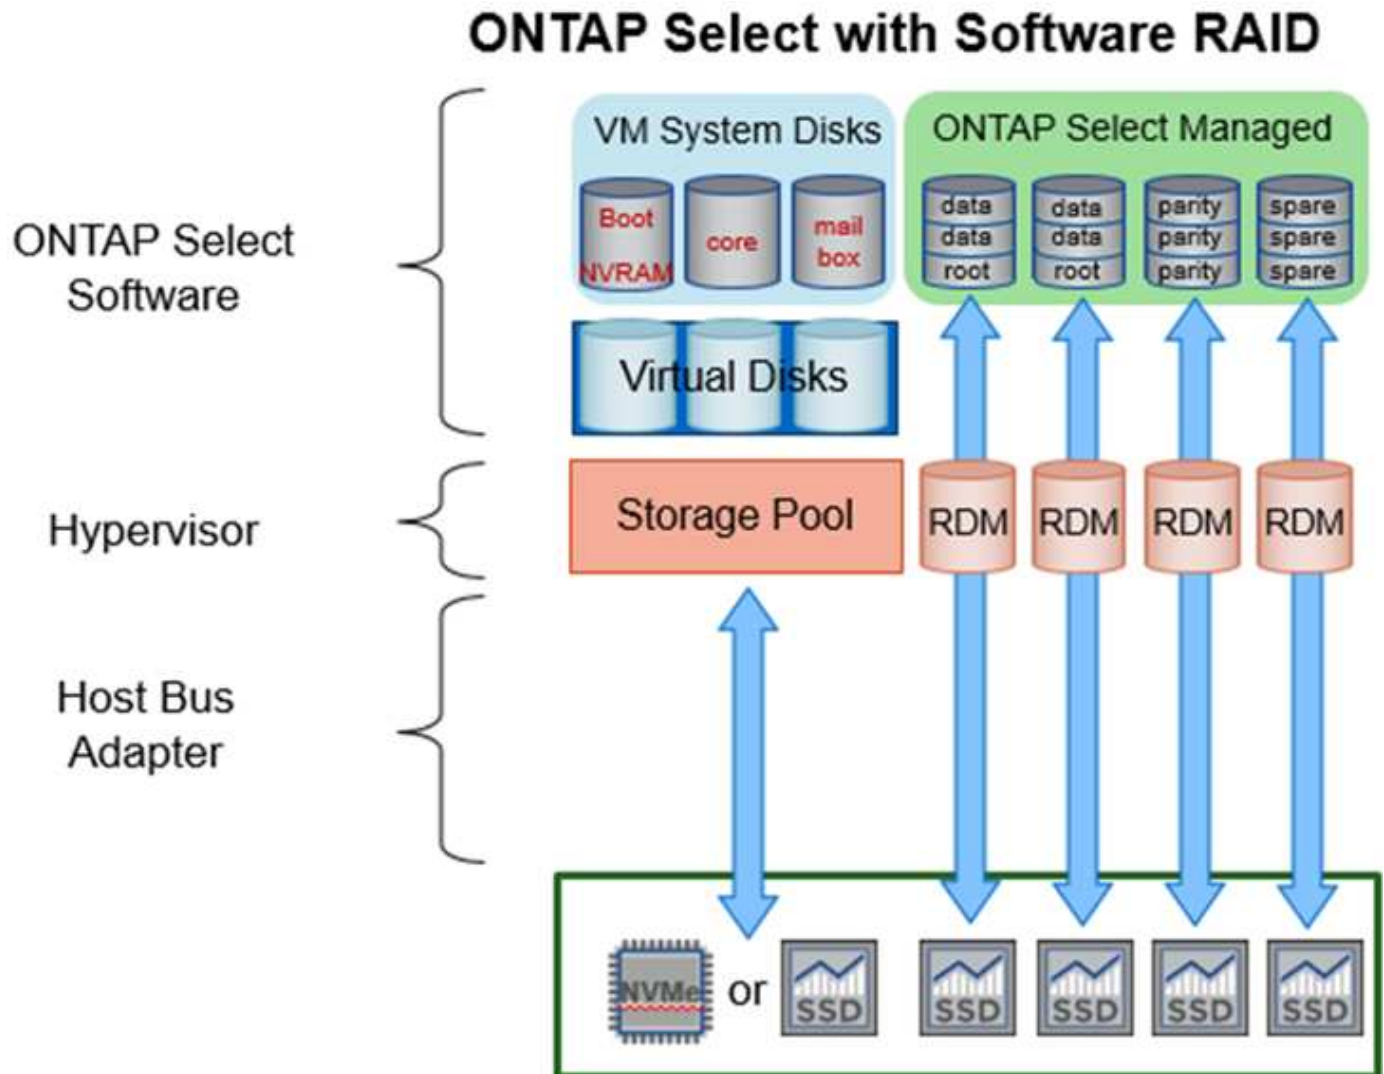 ONTAP Select with Software RAID
ONTAP Select
Software
VM System Disks
Boot
NVRAM
core
mail
box
ONTAP Select Managed
data
data
root
data
data
root
parity
parity
parity
spare
spare
spare
Virtual Disks
Hypervisor
Storage Pool
RDM
RDM
RDM
RDM
Host Bus
Adapter
NVMe
or
SSD
SSD
SSD
SSD
SSD